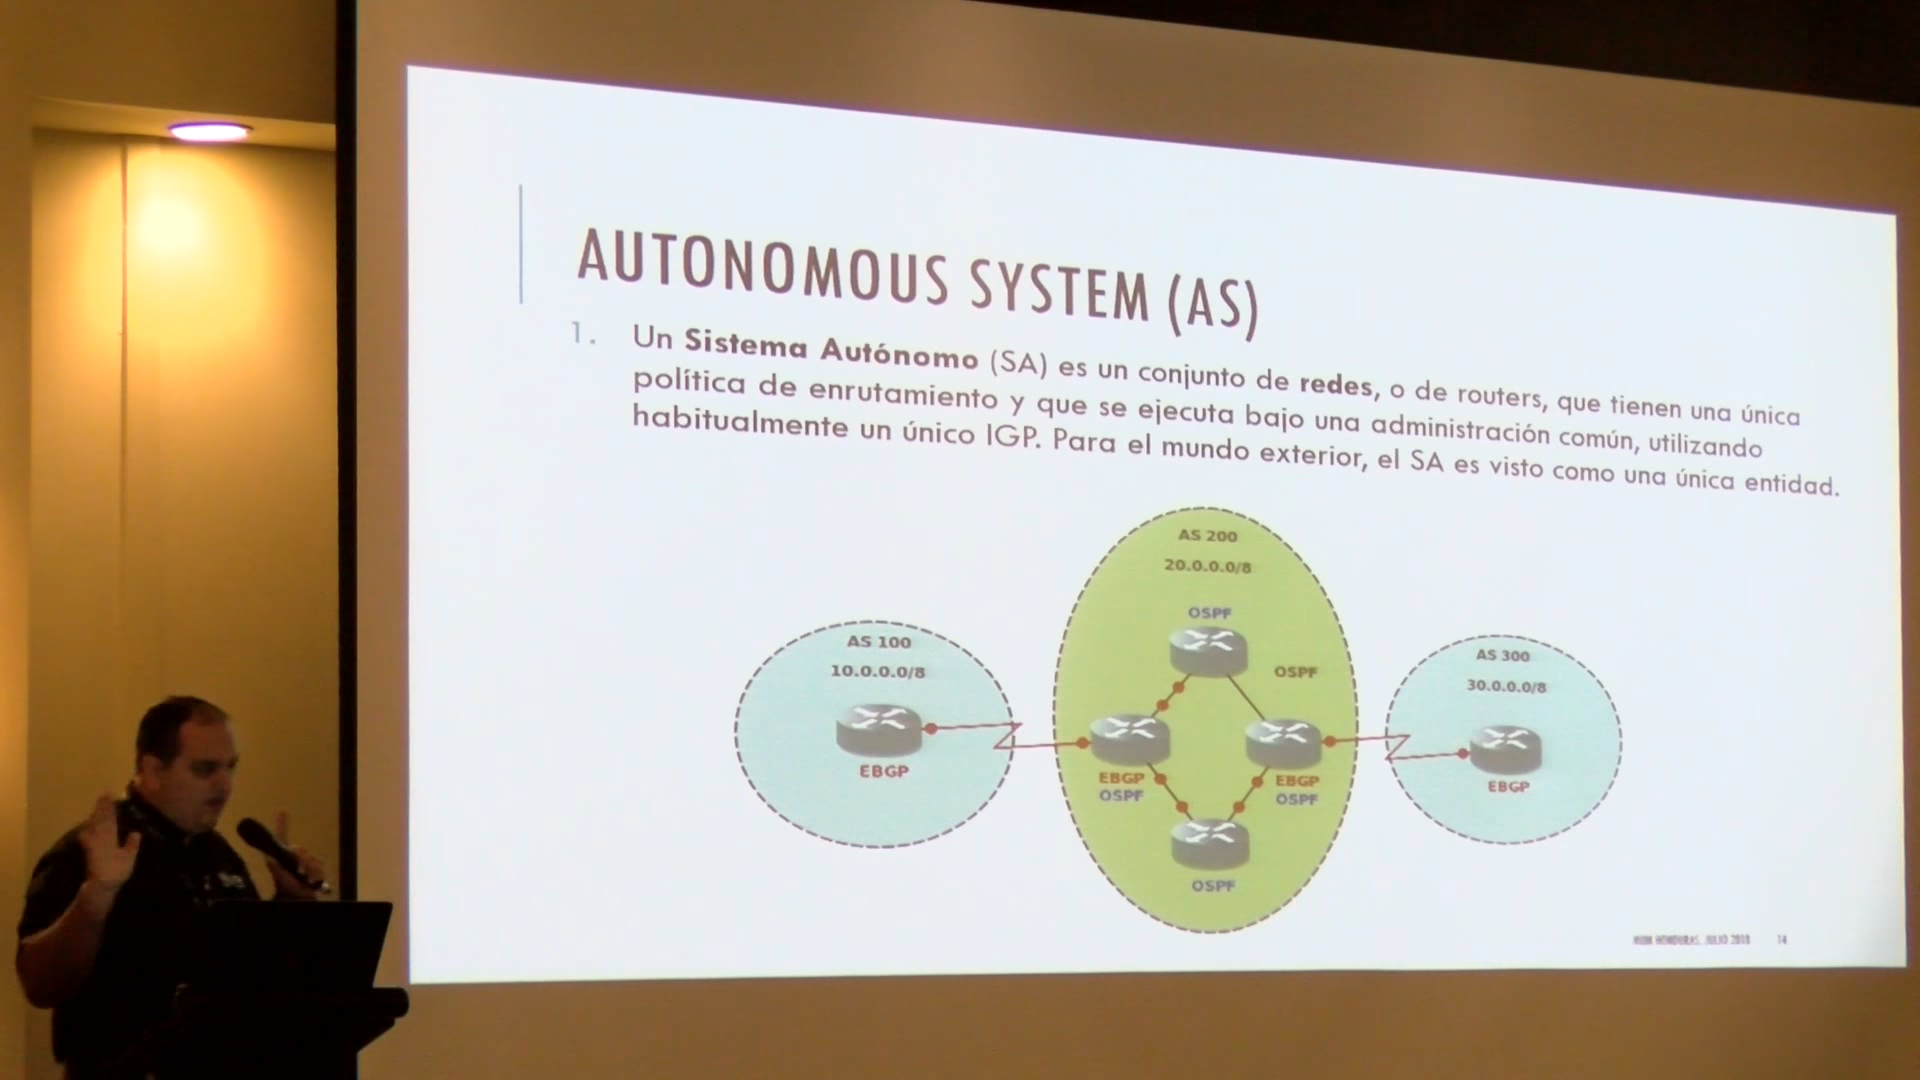 AUTONOMOUS SYSTEM (AS)
1. Un Sistema Autónomo (SA) es un conjunto de redes, o de routers, que tienen una única
política de enrutamiento y que se ejecuta bajo una administración común, utilizando
habitualmente un único IGP. Para el mundo exterior, el SA es visto como una única entidad.
AS 200
20.0.0.0/8
OSPF
AS 100
10.0.0.0/8
OSPF
AS 300
30.0.0.0/8
EBGP
EBGP
OSPF
EBGP
OSPF
EBGP
OSPF
MUM HONDURAS, JULIO 2018 14